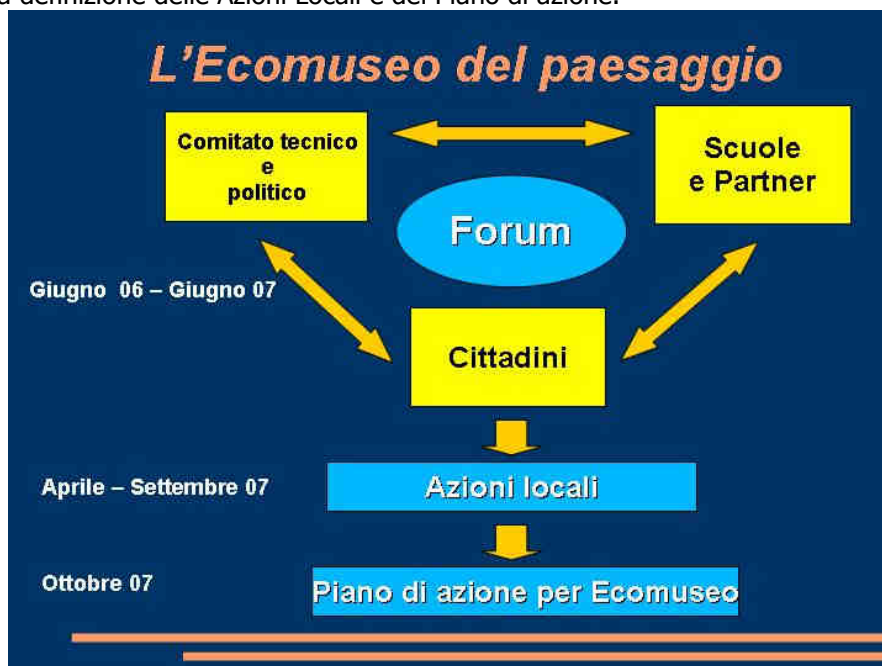 a definizione delle Azioni Locali e del Piano di azione.
L'Ecomuseo del paesaggio
Comitato tecnico
e
politico
Scuole
e Partner
Forum
Giugno 06 – Giugno 07
Cittadini
Aprile – Settembre 07
Azioni locali
Ottobre 07
Piano di azione per Ecomuseo